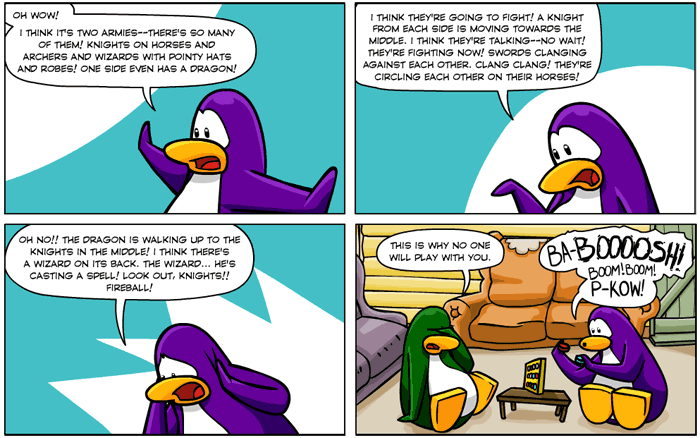 OH WOW!
I THINK IT'S TWO ARMIES--THERE'S SO MANY
OF THEM! KNIGHTS ON HORSES AND
ARCHERS AND WIZARDS WITH POINTY HATS
AND ROBES! ONE SIDE EVEN HAS A DRAGON!
I THINK THEY'RE GOING TO FIGHT! A KNIGHT
FROM EACH SIDE IS MOVING TOWARDS THE
MIDDLE. I THINK THEY'RE TALKING--NO WAIT!
THEY'RE FIGHTING NOW! SWORDS CLANGING
AGAINST EACH OTHER. CLANG CLANG! THEY'RE
CIRCLING EACH OTHER ON THEIR HORSES!
OH NO!! THE DRAGON IS WALKING UP TO THE
KNIGHTS IN THE MIDDLE! I THINK THERE'S
A WIZARD ON ITS BACK. THE WIZARD... HE'S
CASTING A SPELL! LOOK OUT, KNIGHTS!!
FIREBALL!
THIS IS WHY NO ONE
WILL PLAY WITH YOU.
BA-BOOOOSH!
BOOM! BOOM!
P-KOW!